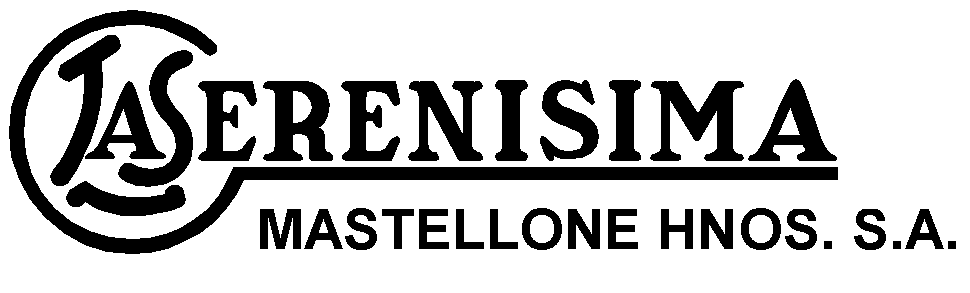 LA SERENISIMA
MASTELLONE HNOS. S.A.